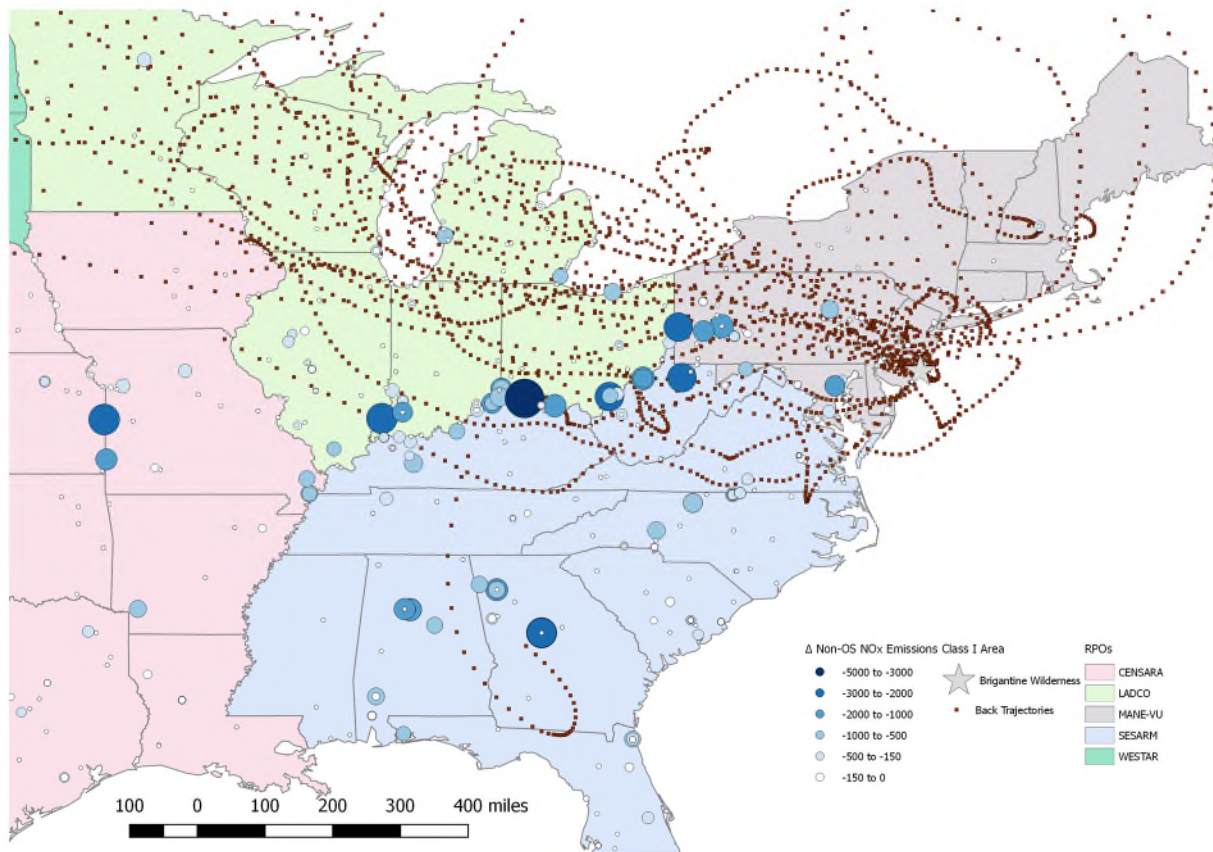 Δ Non-OS NOx Emissions
-5000 to -3000
-3000 to -2000
-2000 to -1000
-1000 to -500
-500 to -150
-150 to 0
Class I Area
Brigantine Wilderness
Back Trajectories
RPOs
CENSARA
LADCO
MANE-VU
SESARM
WESTAR
100 0 100 200 300 400 miles